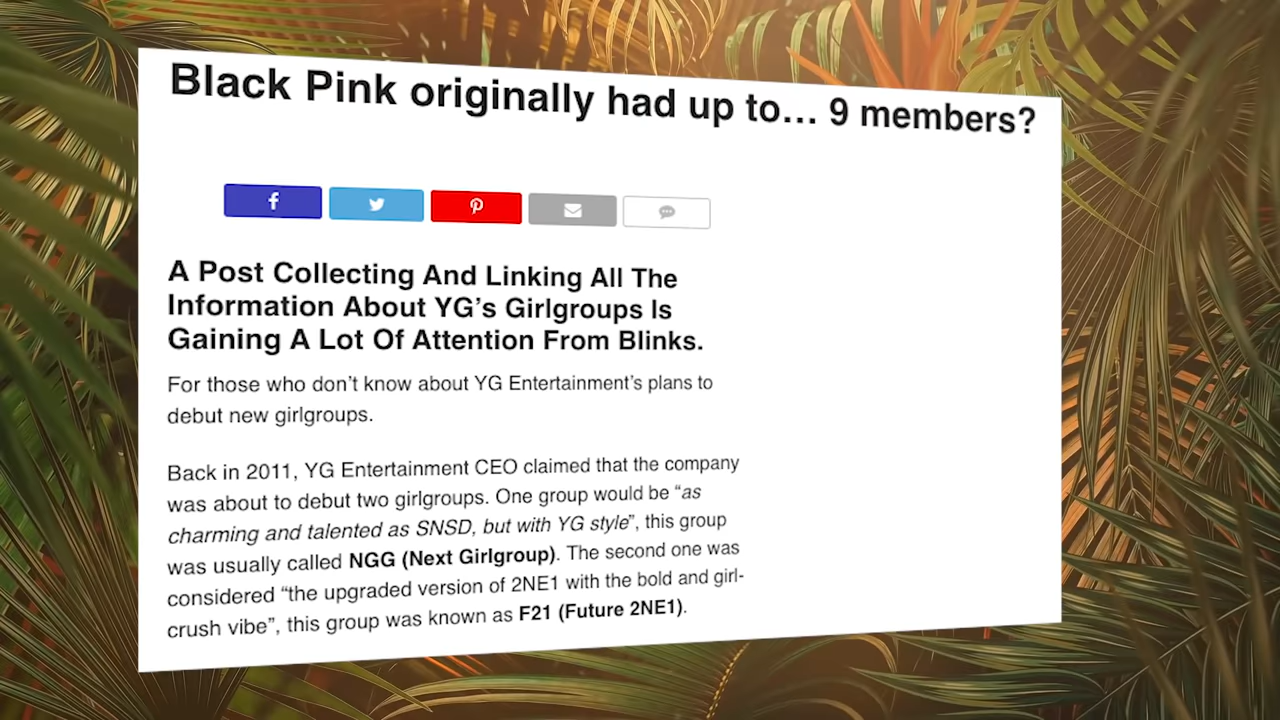 Black Pink originally had up to... 9 members?
f
A Post Collecting And Linking All The
Information About YG’s Girlgroups Is
Gaining A Lot Of Attention From Blinks.
For those who don’t know about YG Entertainment’s plans to
debut new girlgroups.
Back in 2011, YG Entertainment CEO claimed that the company
was about to debut two girlgroups. One group would be “as
charming and talented as SNSD, but with YG style”, this group
was usually called NGG (Next Girlgroup). The second one was
considered “the upgraded version of 2NE1 with the bold and girl-
crush vibe”, this group was known as F21 (Future 2NE1).